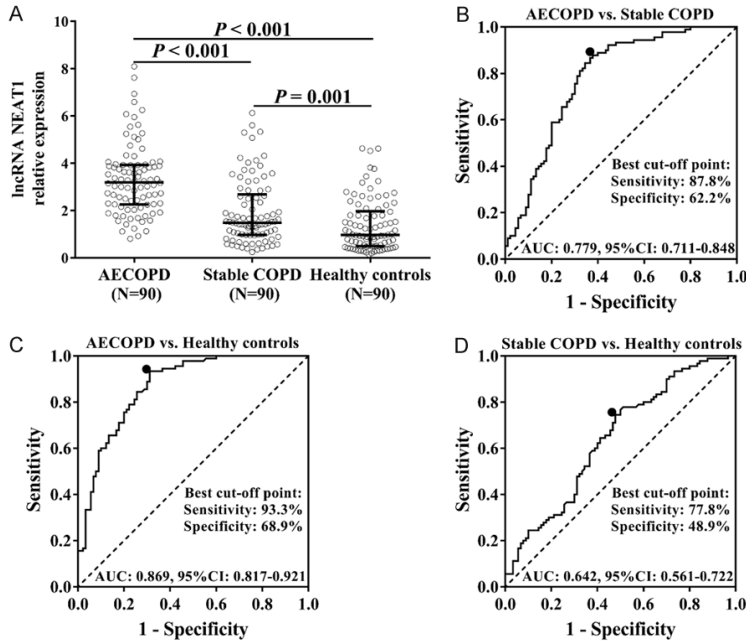 A
lncRNA NEAT1
relative expression
10
8
6
4
2
0
P < 0.001
P < 0.001
P = 0.001
AECOPD
(N=90)
Stable COPD
(N=90)
Healthy controls
(N=90)
B
AECOPD vs. Stable COPD
Sensitivity
1.0
0.8
0.6
0.4
0.2
0.0
Best cut-off point:
Sensitivity: 87.8%
Specificity: 62.2%
AUC: 0.779, 95%CI: 0.711-0.848
0.0 0.2 0.4 0.6 0.8 1.0
1 - Specificity
C
AECOPD vs. Healthy controls
Sensitivity
1.0
0.8
0.6
0.4
0.2
0.0
Best cut-off point:
Sensitivity: 93.3%
Specificity: 68.9%
AUC: 0.869, 95%CI: 0.817-0.921
0.0 0.2 0.4 0.6 0.8 1.0
1 - Specificity
D
Stable COPD vs. Healthy controls
Sensitivity
1.0
0.8
0.6
0.4
0.2
0.0
Best cut-off point:
Sensitivity: 77.8%
Specificity: 48.9%
AUC: 0.642, 95%CI: 0.561-0.722
0.0 0.2 0.4 0.6 0.8 1.0
1 - Specificity